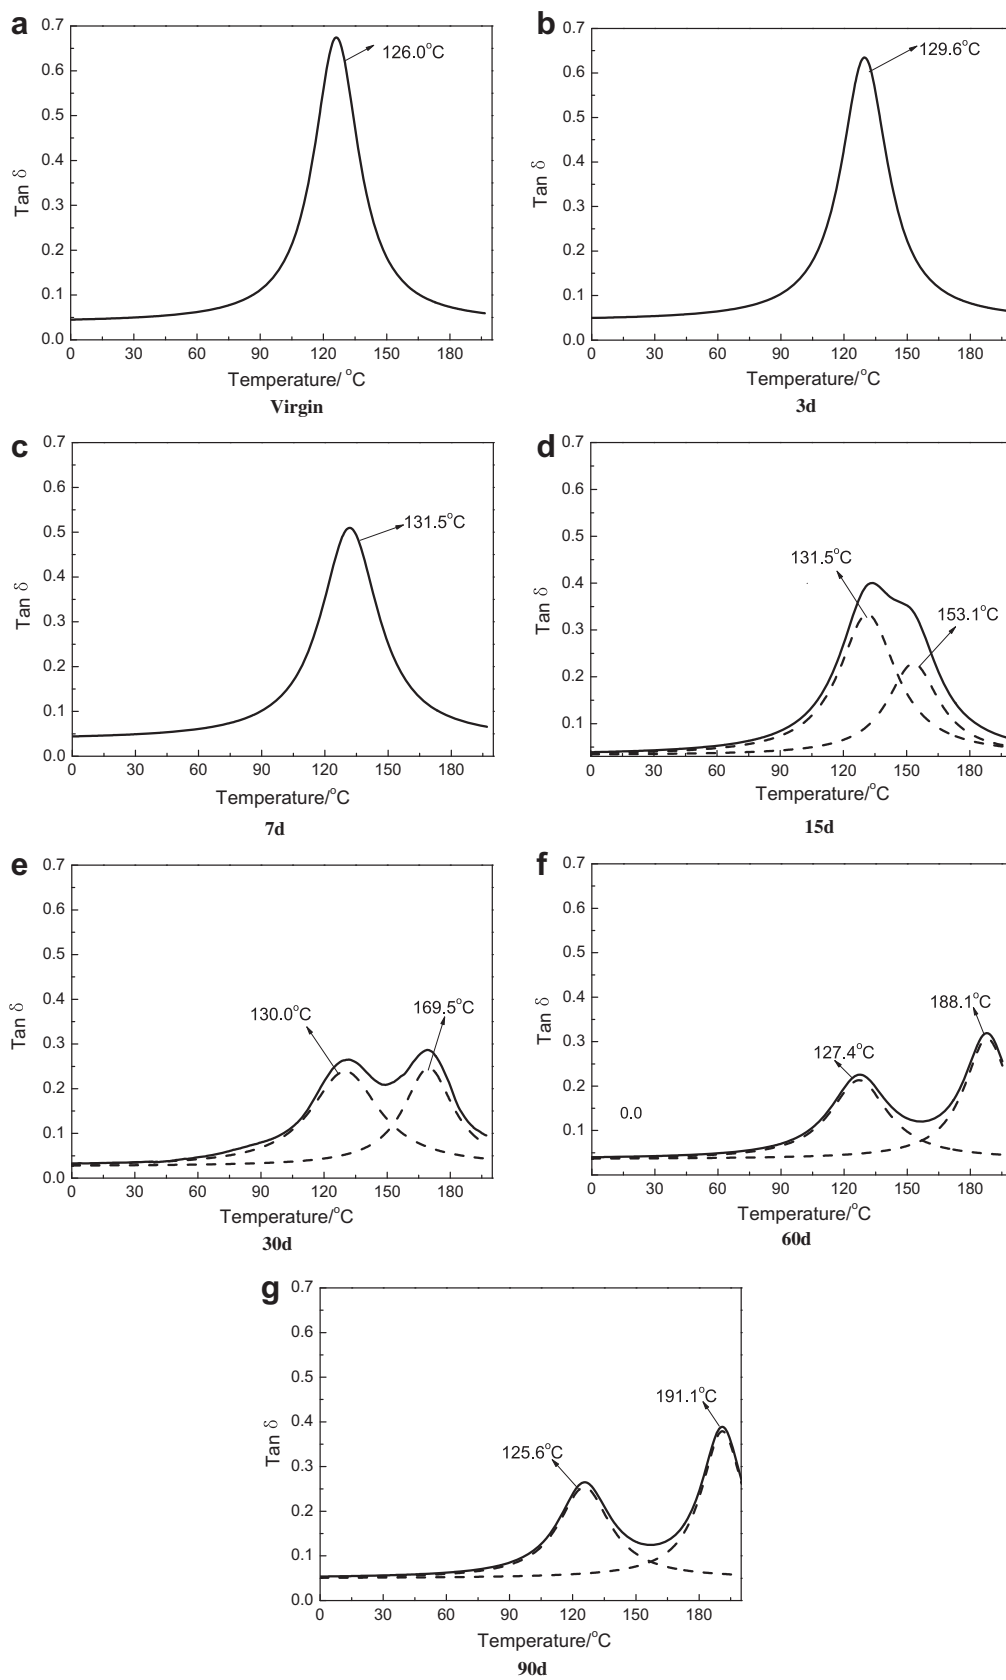 a
0.7
0.6
0.5
0.4
0.3
0.2
0.1
0.0
Tan δ
126.0°C
0 30 60 90 120 150 180
Temperature/ °C
Virgin
b
0.7
0.6
0.5
0.4
0.3
0.2
0.1
0.0
Tan δ
129.6°C
0 30 60 90 120 150 180
Temperature/ °C
3d
c
0.7
0.6
0.5
0.4
0.3
0.2
0.1
0.0
Tan δ
131.5°C
0 30 60 90 120 150 180
Temperature/°C
7d
d
0.7
0.6
0.5
0.4
0.3
0.2
0.1
Tan δ
131.5°C
153.1°C
0 30 60 90 120 150 180
Temperature/°C
15d
e
0.7
0.6
0.5
0.4
0.3
0.2
0.1
0.0
Tan δ
130.0°C
169.5°C
0 30 60 90 120 150 180
Temperature/°C
30d
f
0.7
0.6
0.5
0.4
0.3
0.2
0.1
Tan δ
188.1°C
127.4°C
0.0
0 30 60 90 120 150 180
Temperature/°C
60d
g
0.7
0.6
0.5
0.4
0.3
0.2
0.1
0.0
Tan δ
191.1°C
125.6°C
0 30 60 90 120 150 180
Temperature/°C
90d